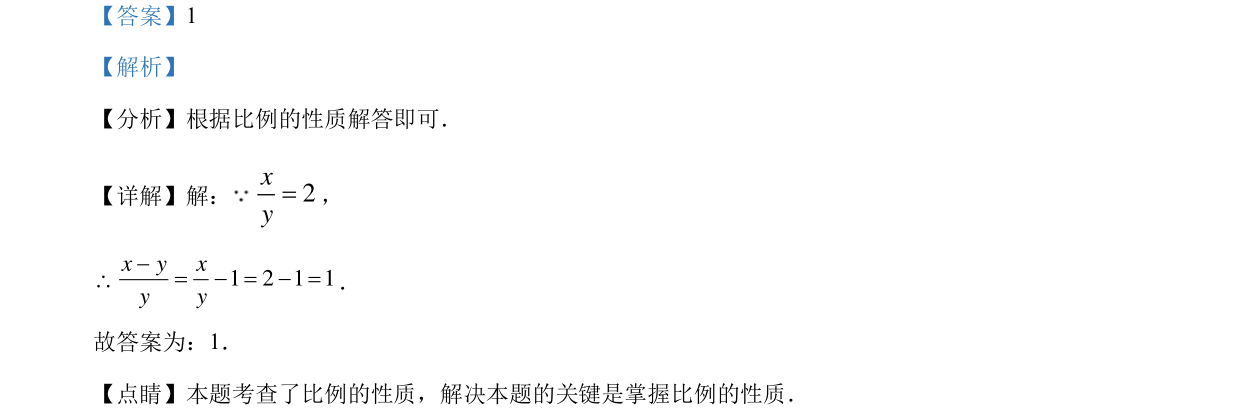 【答案】1
【解析】
【分析】根据比例的性质解答即可．
【详解】解：∵ x/y = 2，
∴ (x − y)/y = x/y − 1 = 2 − 1 = 1．
故答案为：1．
【点睛】本题考查了比例的性质，解决本题的关键是掌握比例的性质．